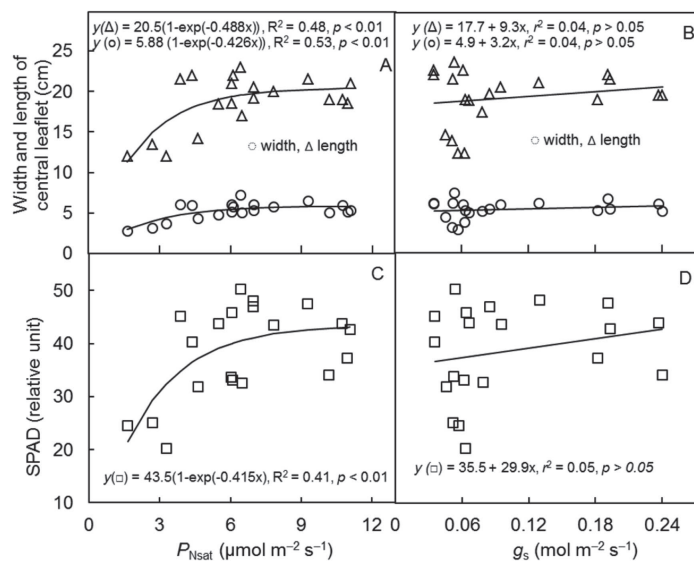 y(Δ) = 20.5(1-exp(-0.488x)), R² = 0.48, p < 0.01
y (o) = 5.88 (1-exp(-0.426x)), R² = 0.53, p < 0.01
y (Δ) = 17.7 + 9.3x, r² = 0.04, p > 0.05
y (o) = 4.9 + 3.2x, r² = 0.04, p > 0.05
A
B
25
20
15
10
5
0
Width and length of
central leaflet (cm)
○ width, Δ length
○ width, Δ length
C
D
50
40
30
20
10
SPAD (relative unit)
y(□) = 43.5(1-exp(-0.415x)), R² = 0.41, p < 0.01
y (□) = 35.5 + 29.9x, r² = 0.05, p > 0.05
0 3 6 9 12
0.06 0.12 0.18 0.24
PNsat (μmol m⁻² s⁻¹)
gs (mol m⁻² s⁻¹)